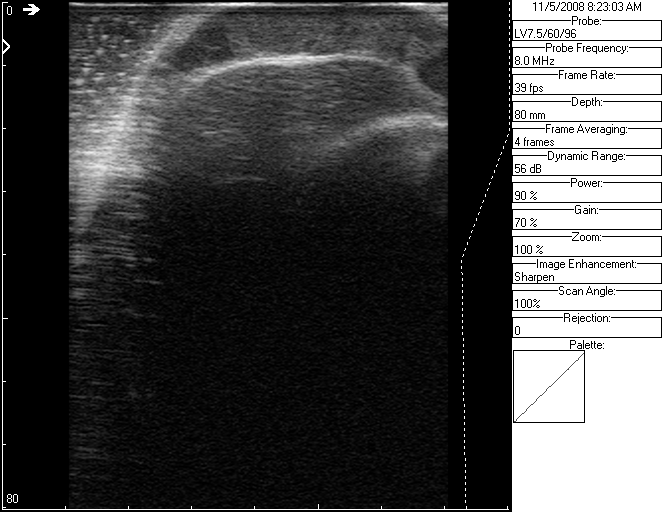 0
80
11/5/2008 8:23:03 AM
Probe:
LV7.5/60/96
Probe Frequency:
8.0 MHz
Frame Rate:
39 fps
Depth:
80 mm
Frame Averaging:
4 frames
Dynamic Range:
56 dB
Power:
90 %
Gain:
70 %
Zoom:
100 %
Image Enhancement:
Sharpen
Scan Angle:
100%
Rejection:
0
Palette: